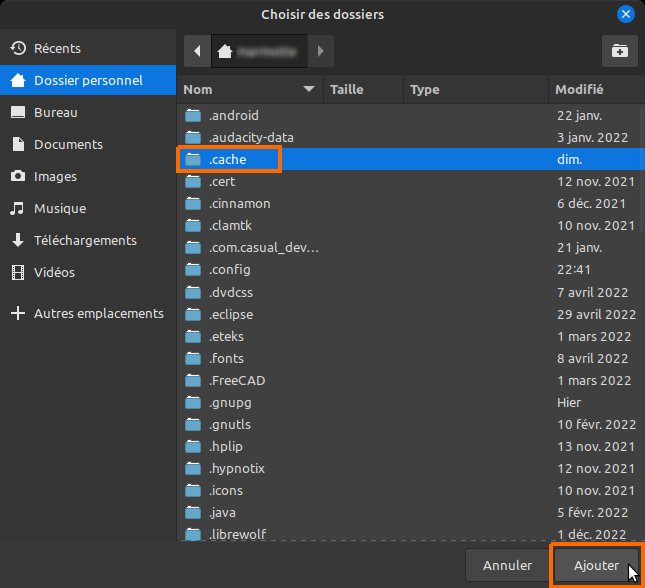 Choisir des dossiers
Récents
Dossier personnel
Bureau
Documents
Images
Musique
Téléchargements
Vidéos
Autres emplacements
Nom Taille Type Modifié
.android 22 janv.
.audacity-data 3 janv. 2022
.cache dim.
.cert 12 nov. 2021
.cinnamon 6 déc. 2021
.clamtk 10 nov. 2021
.com.casual_dev... 21 janv.
.config 22:41
.dvdcss 7 avril 2022
.eclipse 29 avril 2022
.eteks 1 mars 2022
.fonts 8 avril 2022
.FreeCAD 1 mars 2022
.gnupg Hier
.gnutls 10 févr. 2022
.hplip 13 nov. 2021
.hypnotix 12 nov. 2021
.icons 10 nov. 2021
.java 5 févr. 2022
.librewolf 1 déc. 2022
Annuler Ajouter